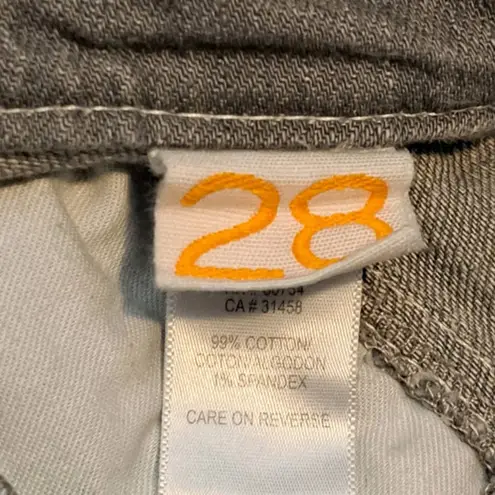 28
CA # 31458
99% COTTON/
COTON/ALGODON
1% SPANDEX
CARE ON REVERSE